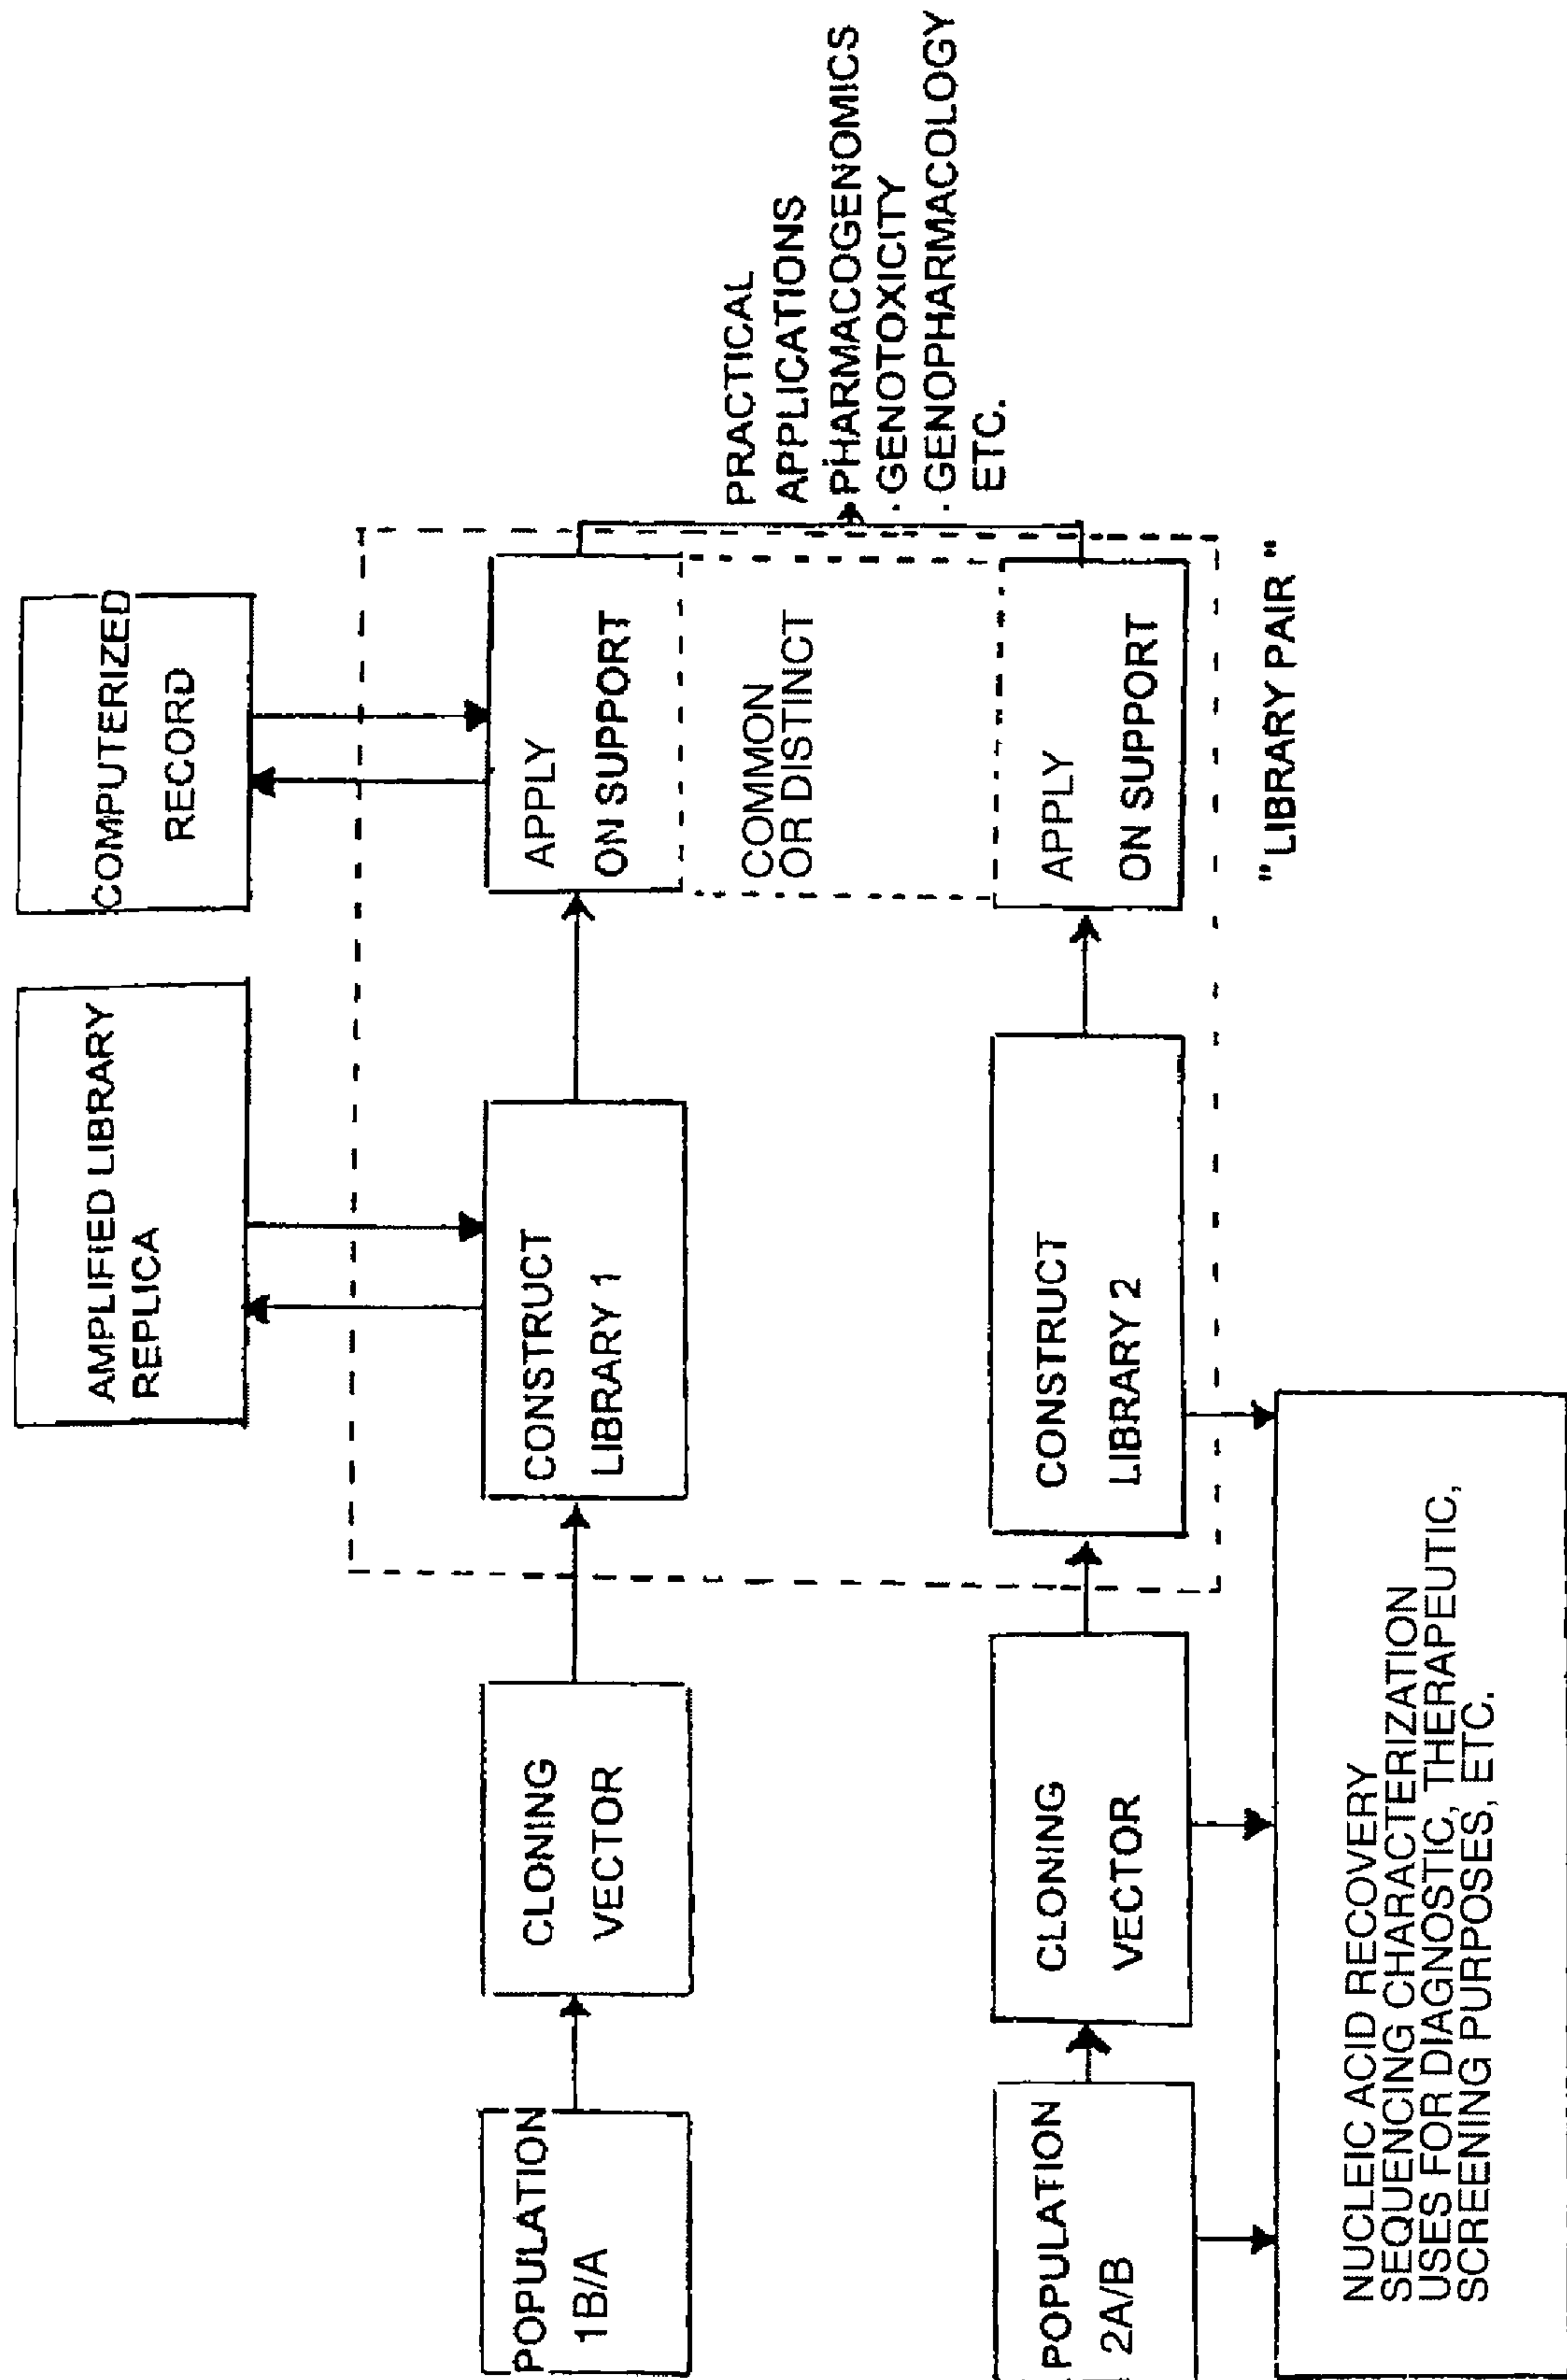 AMPLIFIED LIBRARY
REPLICA
COMPUTERIZED
RECORD
POPULATION
1B/A
CLONING
VECTOR
CONSTRUCT
LIBRARY 1
APPLY
ON SUPPORT
COMMON
OR DISTINCT
PRACTICAL
APPLICATIONS
PHARMACOGENOMICS
· GENOTOXICITY
· GENOPHARMACOLOGY
ETC.
POPULATION
2A/B
CLONING
VECTOR
CONSTRUCT
LIBRARY 2
APPLY
ON SUPPORT
"LIBRARY PAIR"
NUCLEIC ACID RECOVERY
SEQUENCING CHARACTERIZATION
USES FOR DIAGNOSTIC, THERAPEUTIC,
SCREENING PURPOSES, ETC.